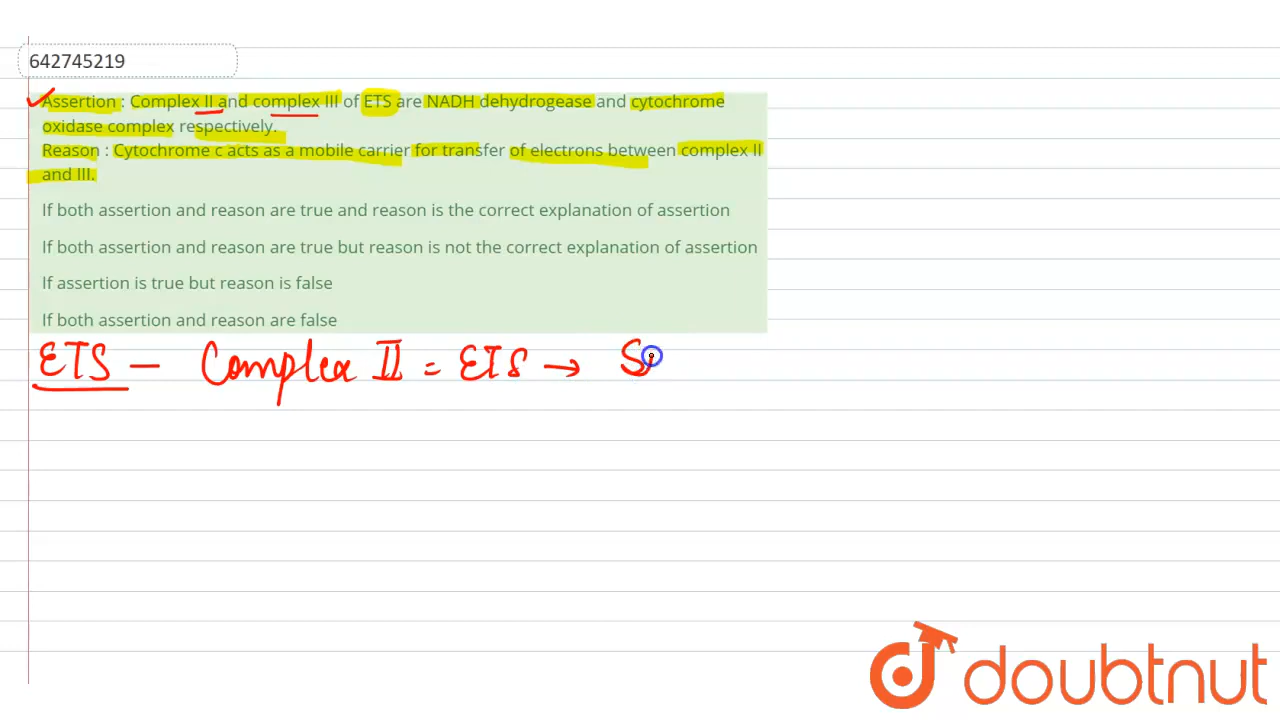 642745219
Assertion : Complex II and complex III of ETS are NADH dehydrogease and cytochrome
oxidase complex respectively.
Reason : Cytochrome c acts as a mobile carrier for transfer of electrons between complex II
and III.
If both assertion and reason are true and reason is the correct explanation of assertion
If both assertion and reason are true but reason is not the correct explanation of assertion
If assertion is true but reason is false
If both assertion and reason are false
ETS — Complex II = ETS →
doubtnut